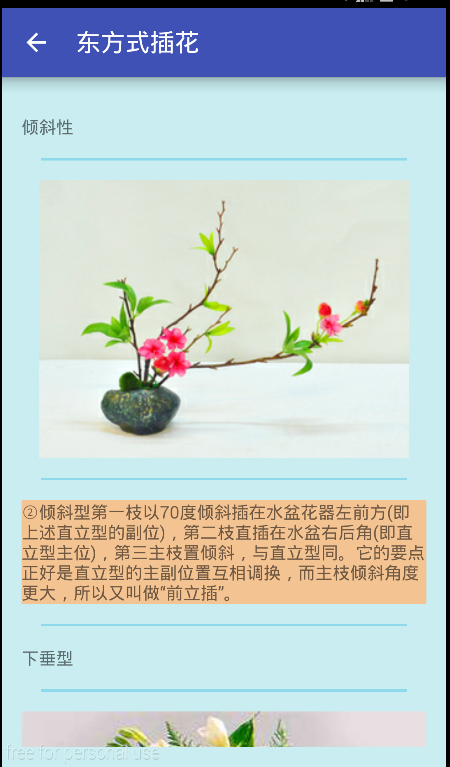 东方式插花
倾斜性
②倾斜型第一枝以70度倾斜插在水盆花器左前方(即
上述直立型的副位)，第二枝直插在水盆右后角(即直
立型主位)，第三主枝置倾斜，与直立型同。它的要点
正好是直立型的主副位置互相调换，而主枝倾斜角度
更大，所以又叫做“前立插”。
下垂型
free for personal use